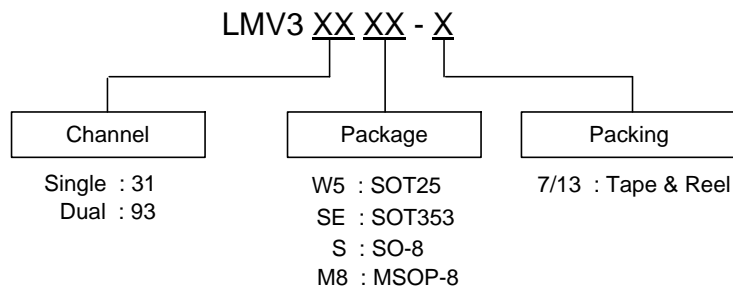 LMV3 XX XX - X
Channel
Package
Packing
Single : 31
Dual : 93
W5 : SOT25
SE : SOT353
S : SO-8
M8 : MSOP-8
7/13 : Tape & Reel